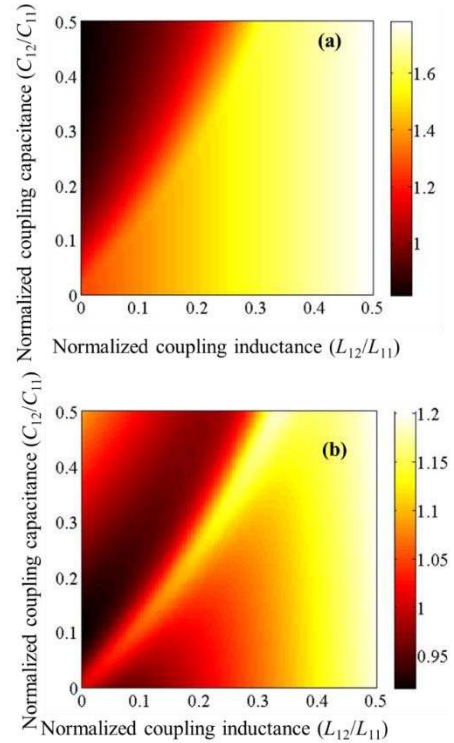 0.5
0.4
0.3
0.2
0.1
0
0 0.1 0.2 0.3 0.4 0.5
(a)
1.6
1.4
1.2
1
Normalized coupling capacitance (C12/C11)
Normalized coupling inductance (L12/L11)
0.5
0.4
0.3
0.2
0.1
0
0 0.1 0.2 0.3 0.4 0.5
(b)
1.2
1.15
1.1
1.05
1
0.95
Normalized coupling capacitance (C12/C11)
Normalized coupling inductance (L12/L11)